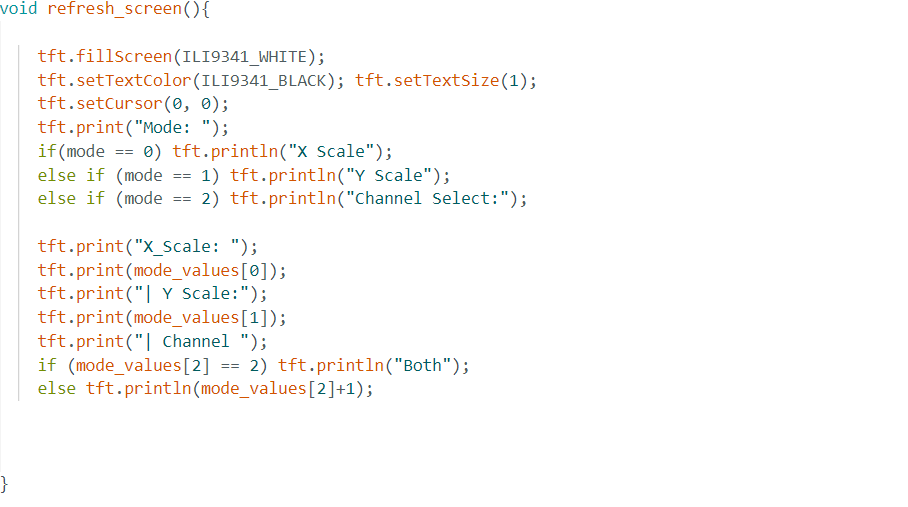 void refresh_screen(){
tft.fillScreen(ILI9341_WHITE);
tft.setTextColor(ILI9341_BLACK); tft.setTextSize(1);
tft.setCursor(0, 0);
tft.print("Mode: ");
if(mode == 0) tft.println("X Scale");
else if (mode == 1) tft.println("Y Scale");
else if (mode == 2) tft.println("Channel Select:");
tft.print("X_Scale: ");
tft.print(mode_values[0]);
tft.print("| Y Scale:");
tft.print(mode_values[1]);
tft.print("| Channel ");
if (mode_values[2] == 2) tft.println("Both");
else tft.println(mode_values[2]+1);
}